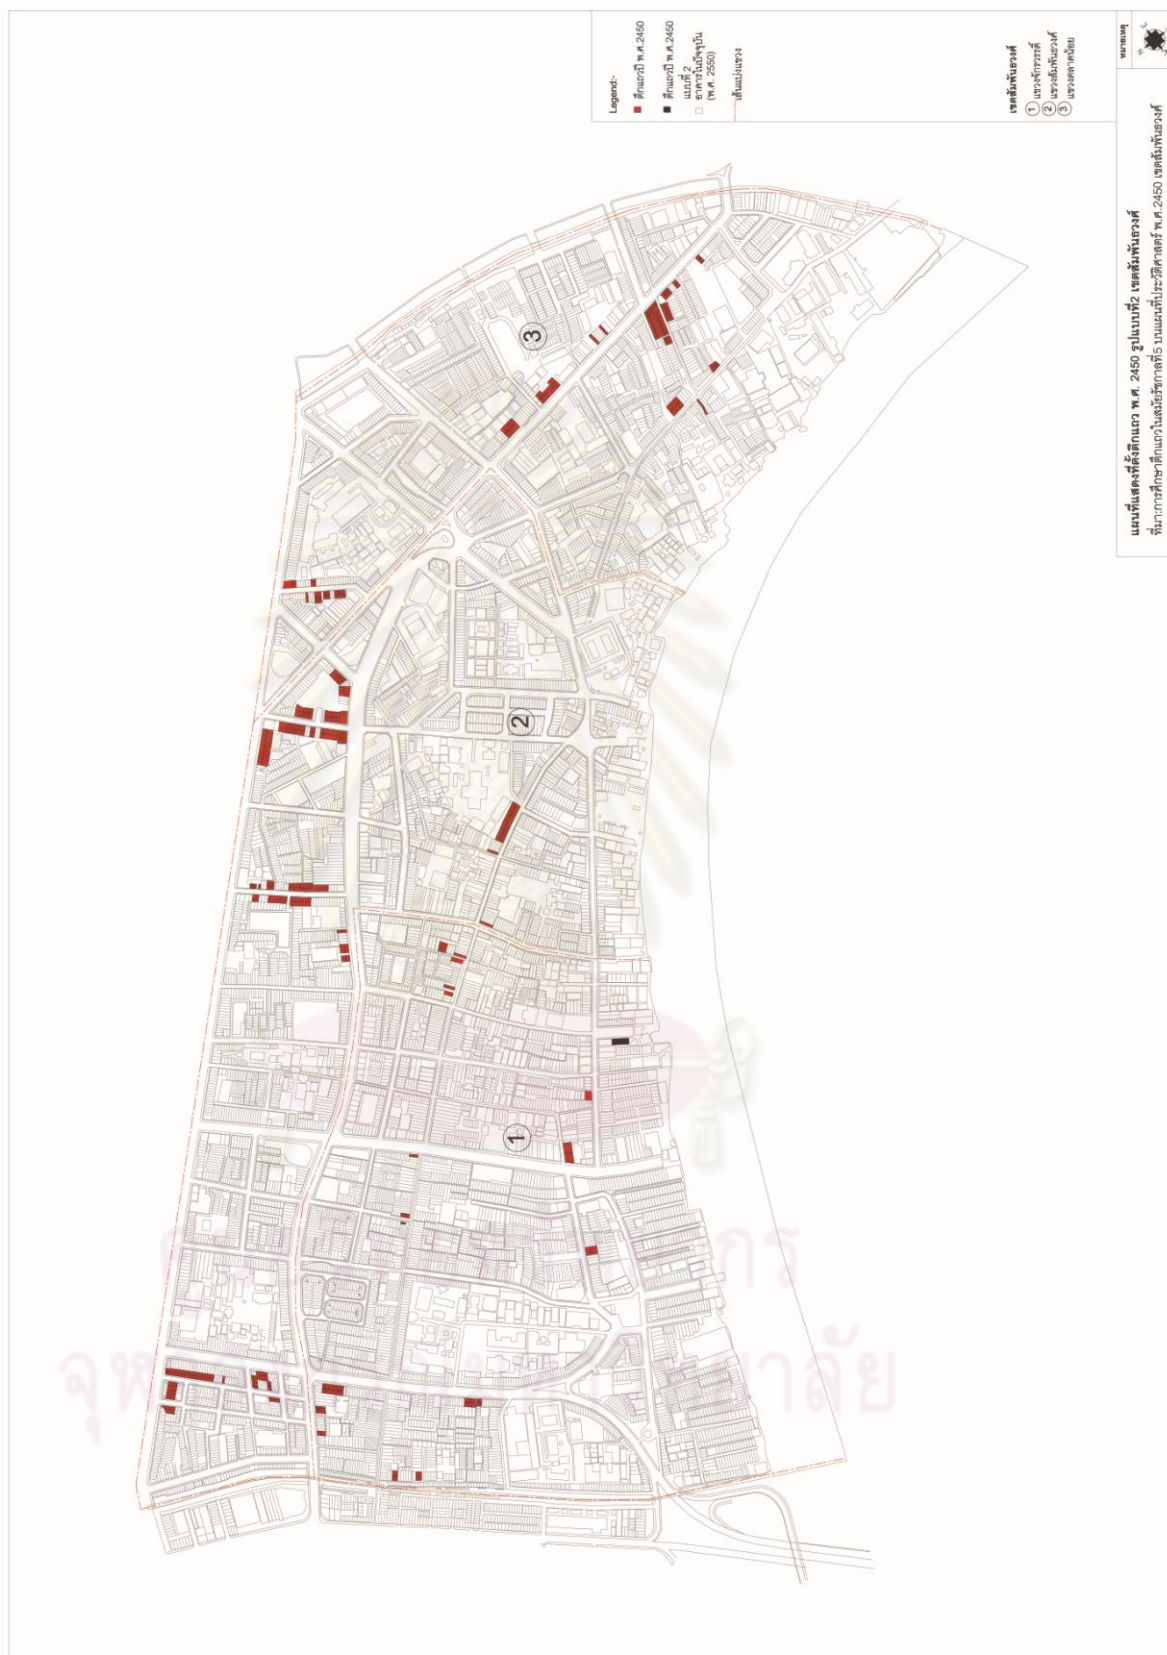 Legend:-
ตึกแถวปี พ.ศ.2450
ตึกแถวปี พ.ศ.2450
แบบที่ 2
อาคารในปัจจุบัน
(พ.ศ. 2550)
เส้นแบ่งแขวง
เขตสัมพันธวงศ์
1 แขวงจักรวรรดิ์
2 แขวงสัมพันธวงศ์
3 แขวงตลาดน้อย
หมายเหตุ
แผนที่แสดงที่ตั้งตึกแถว พ.ศ. 2450 รูปแบบที่2 เขตสัมพันธวงศ์
ที่มา:การศึกษาตึกแถวในสมัยรัชกาลที่5 บนแผนที่ประวัติศาสตร์ พ.ศ.2450 เขตสัมพันธวงศ์
3
2
1